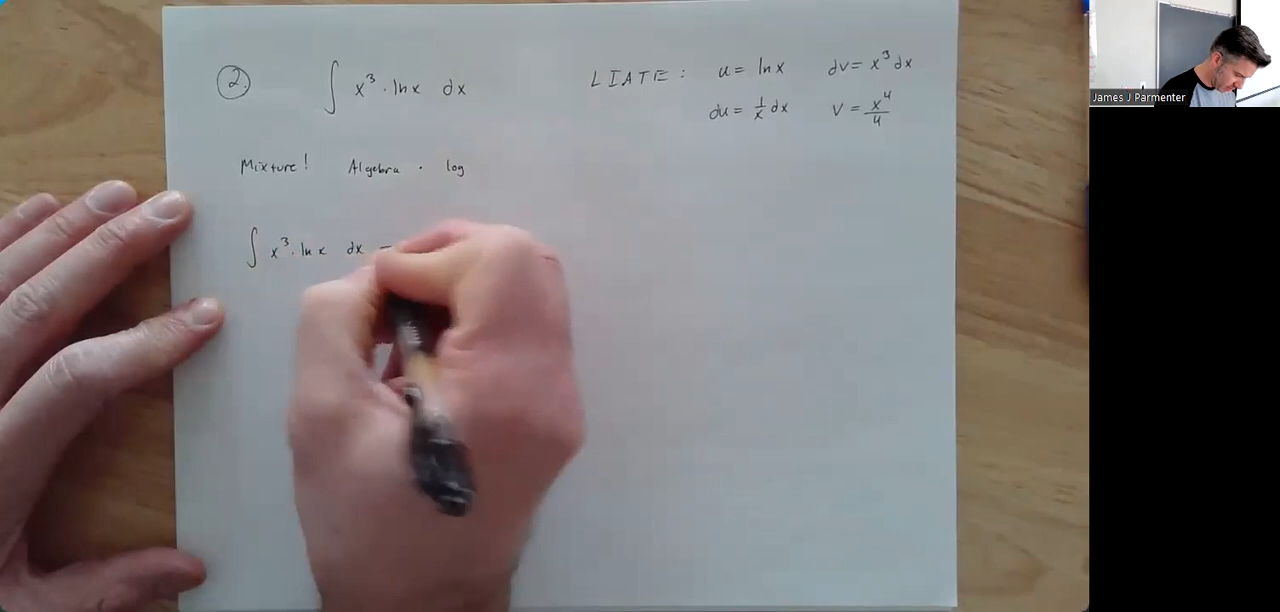 2. ∫ x³ · ln x dx
LIATE : u = ln x dv = x³ dx
du = 1/x dx v = x⁴/4
Mixture! Algebra · log
∫ x³ · ln x dx =
James J Parmenter